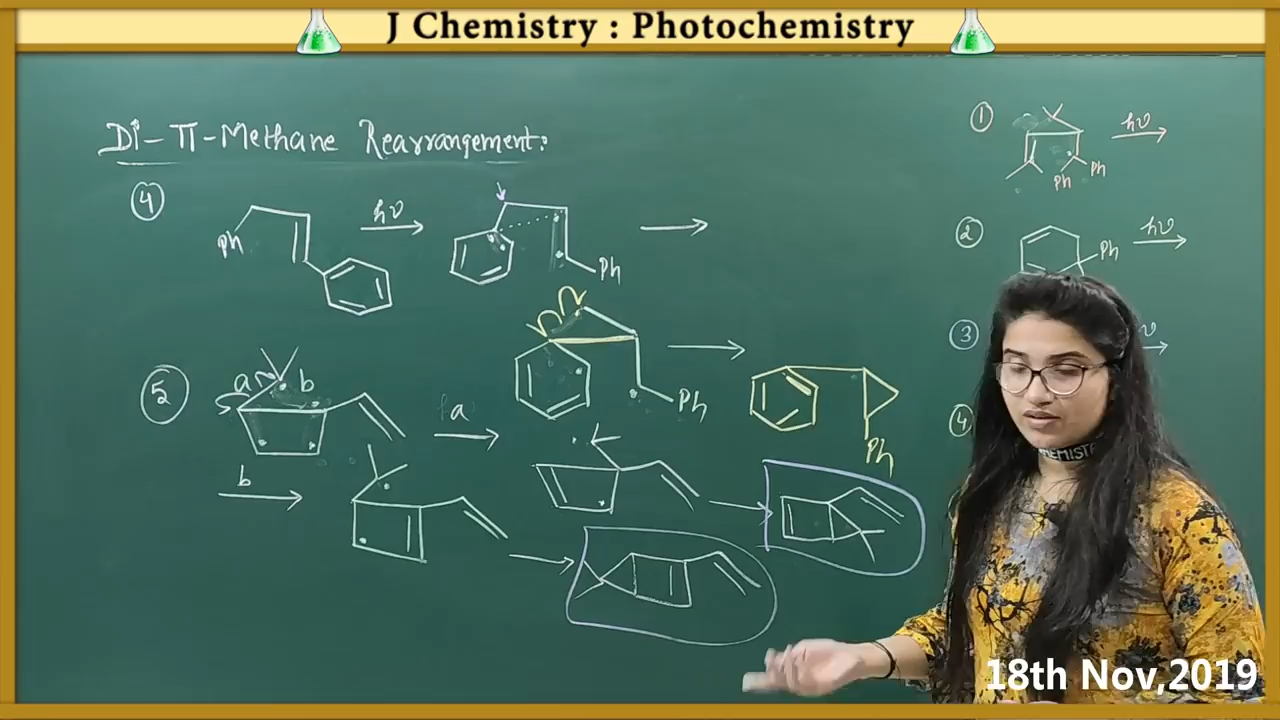 J Chemistry : Photochemistry
Di-π-Methane Rearrangement:
④
Ph
hν
Ph
Ph
Ph
⑤
a
b
a
b
①
hν
Ph
Ph
②
Ph
hν
③
ν
④
CHEMIST
18th Nov,2019